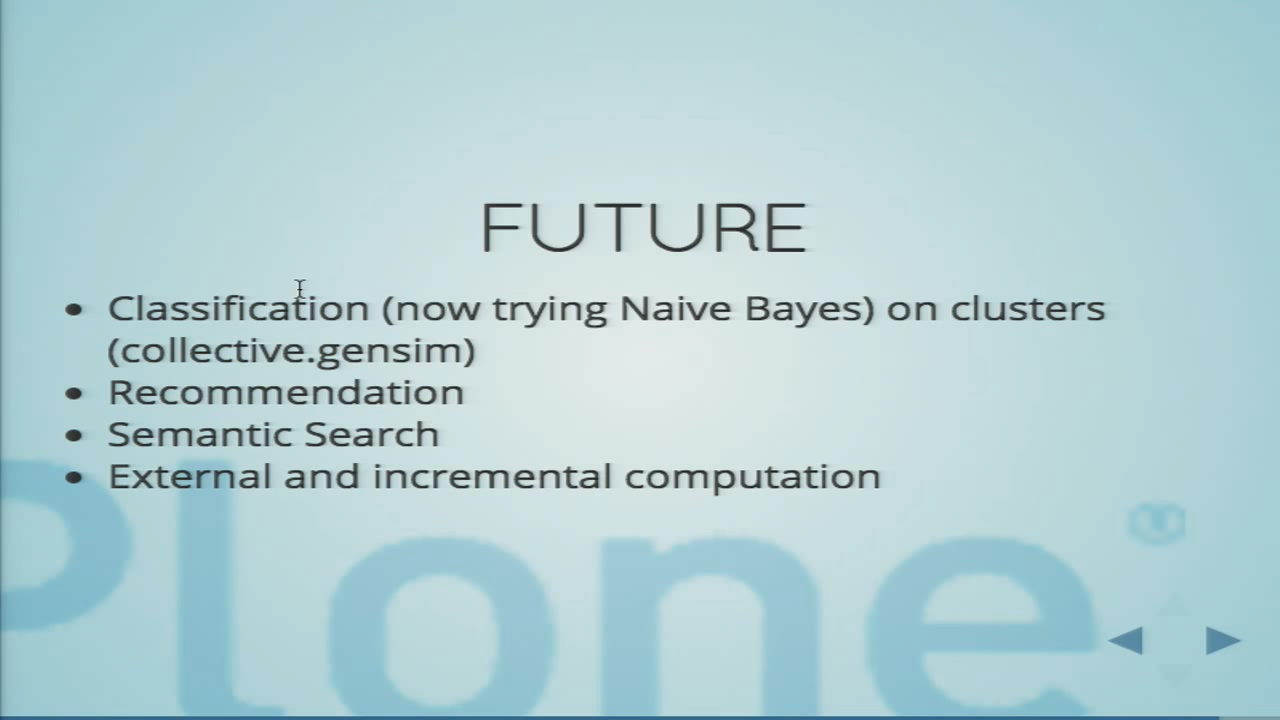 FUTURE
• Classification (now trying Naive Bayes) on clusters
(collective.gensim)
• Recommendation
• Semantic Search
• External and incremental computation
Plone